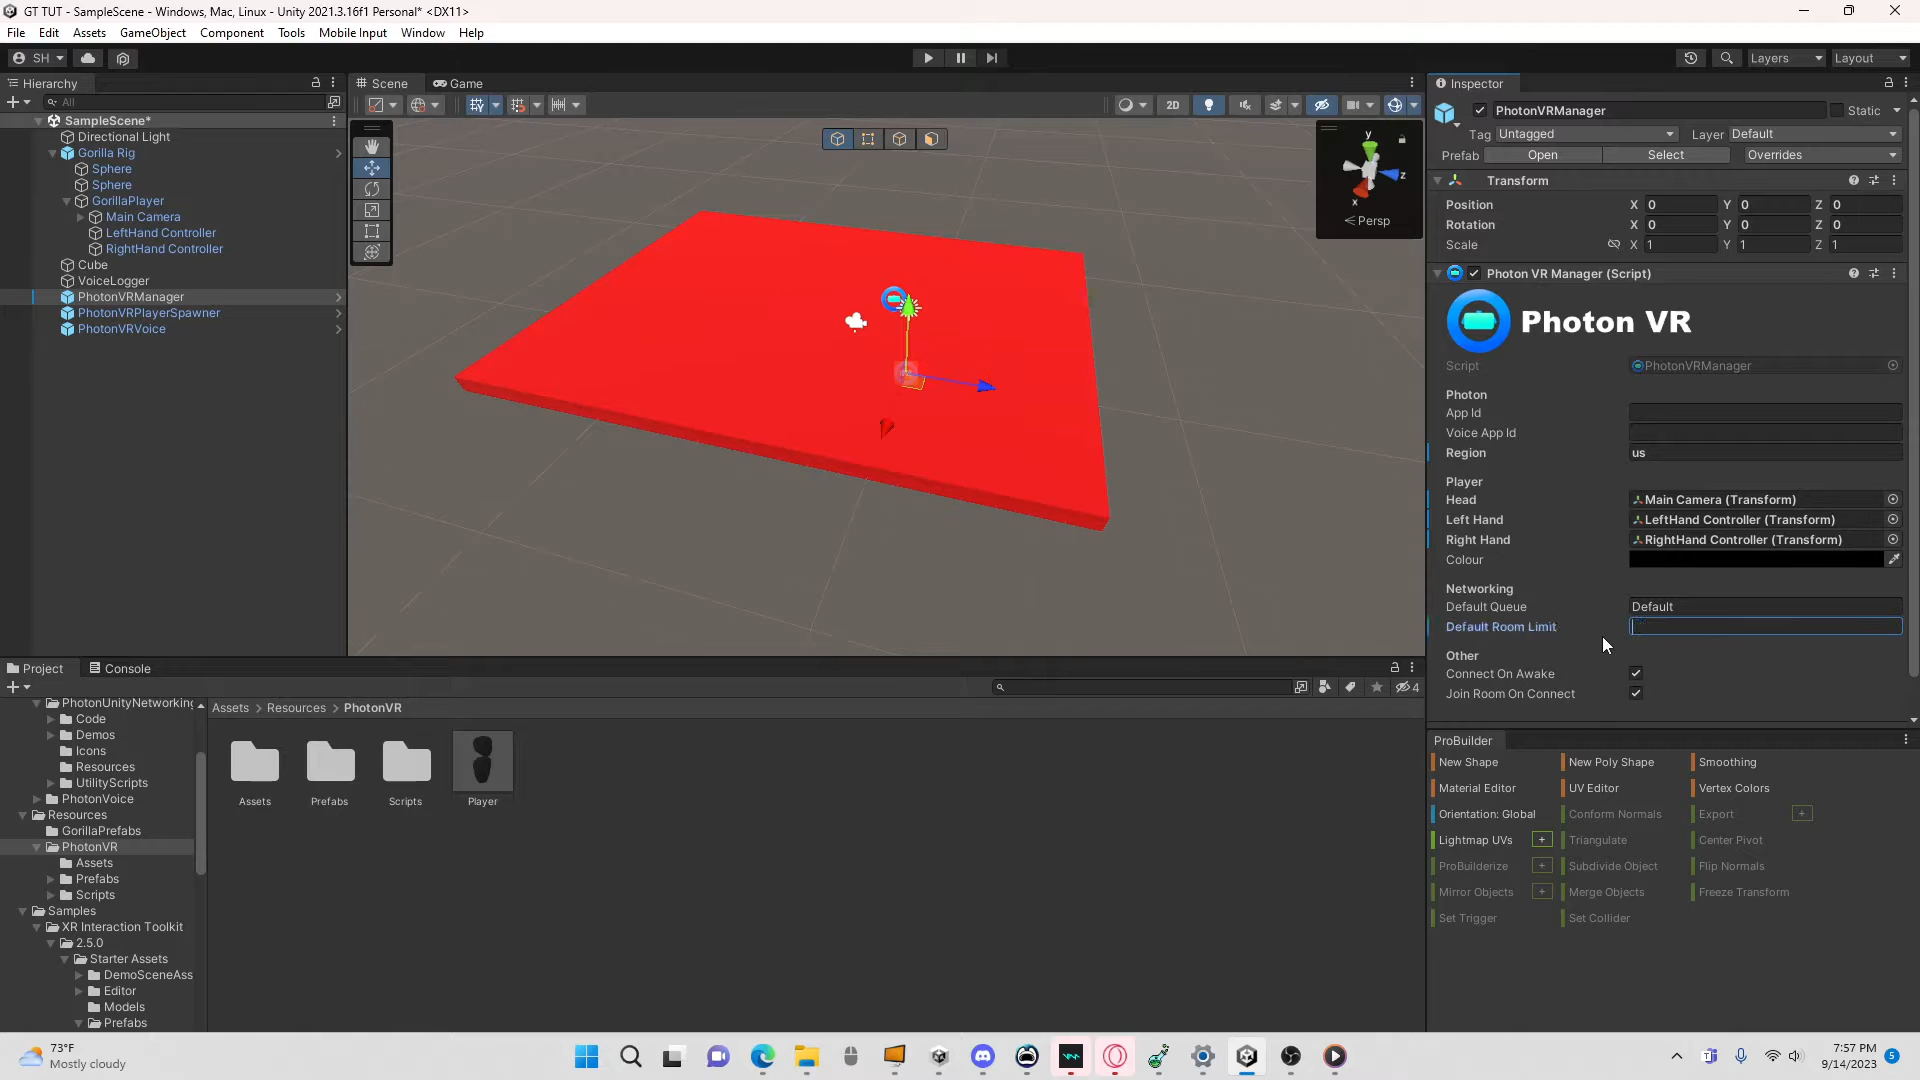 GT TUT - SampleScene - Windows, Mac, Linux - Unity 2021.3.16f1 Personal* <DX11>
File Edit Assets GameObject Component Tools Mobile Input Window Help
SH Layers Layout
Hierarchy
All
SampleScene*
Directional Light
Gorilla Rig
Sphere
Sphere
GorillaPlayer
Main Camera
LeftHand Controller
RightHand Controller
Cube
VoiceLogger
PhotonVRManager
PhotonVRPlayerSpawner
PhotonVRVoice
Scene Game
2D
y
z
x
Persp
Inspector
PhotonVRManager Static
Tag Untagged Layer Default
Prefab Open Select Overrides
Transform
Position X 0 Y 0 Z 0
Rotation X 0 Y 0 Z 0
Scale X 1 Y 1 Z 1
Photon VR Manager (Script)
Photon VR
Script PhotonVRManager
Photon
App Id
Voice App Id
Region us
Player
Head Main Camera (Transform)
Left Hand LeftHand Controller (Transform)
Right Hand RightHand Controller (Transform)
Colour
Networking
Default Queue Default
Default Room Limit
Other
Connect On Awake
Join Room On Connect
Project Console
4
PhotonUnityNetworking
Code
Demos
Icons
Resources
UtilityScripts
PhotonVoice
Resources
GorillaPrefabs
PhotonVR
Assets
Prefabs
Scripts
Samples
XR Interaction Toolkit
2.5.0
Starter Assets
DemoSceneAss
Editor
Models
Prefabs
Assets > Resources > PhotonVR
Assets Prefabs Scripts Player
ProBuilder
New Shape New Poly Shape Smoothing
Material Editor UV Editor Vertex Colors
Orientation: Global Conform Normals Export +
Lightmap UVs + Triangulate Center Pivot
ProBuilderize + Subdivide Object Flip Normals
Mirror Objects + Merge Objects Freeze Transform
Set Trigger Set Collider
73°F
Mostly cloudy
7:57 PM
9/14/2023
5